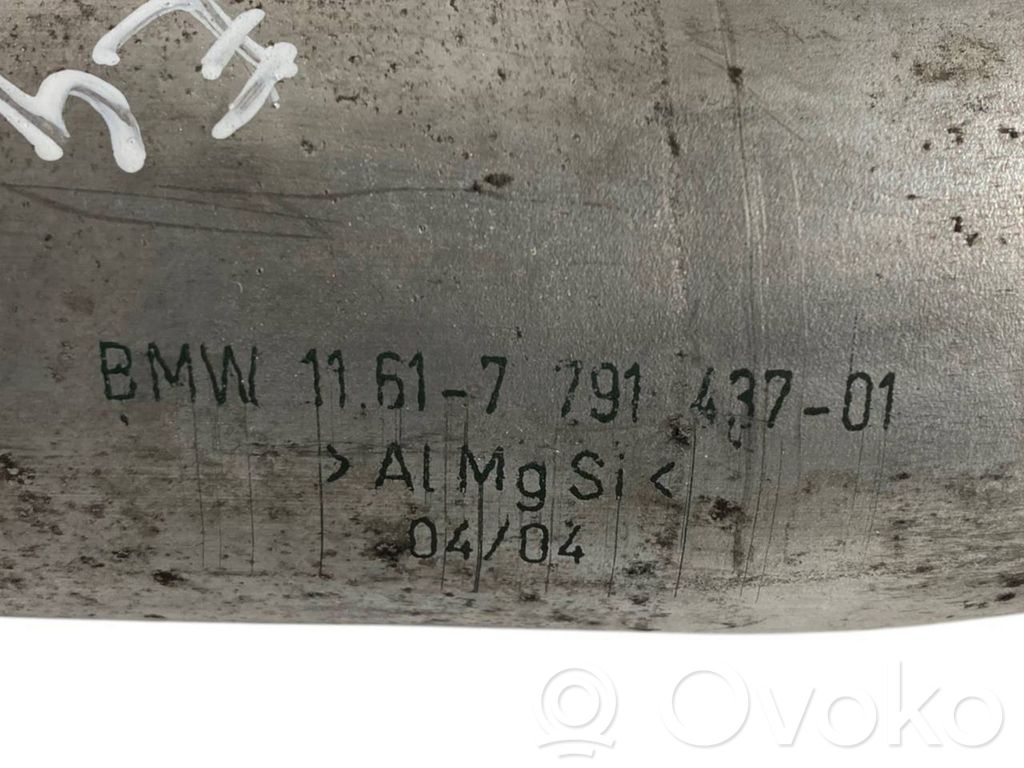 BMW 11.61-7 791 437-01
>AlMgSi<
04/04
Ovoko